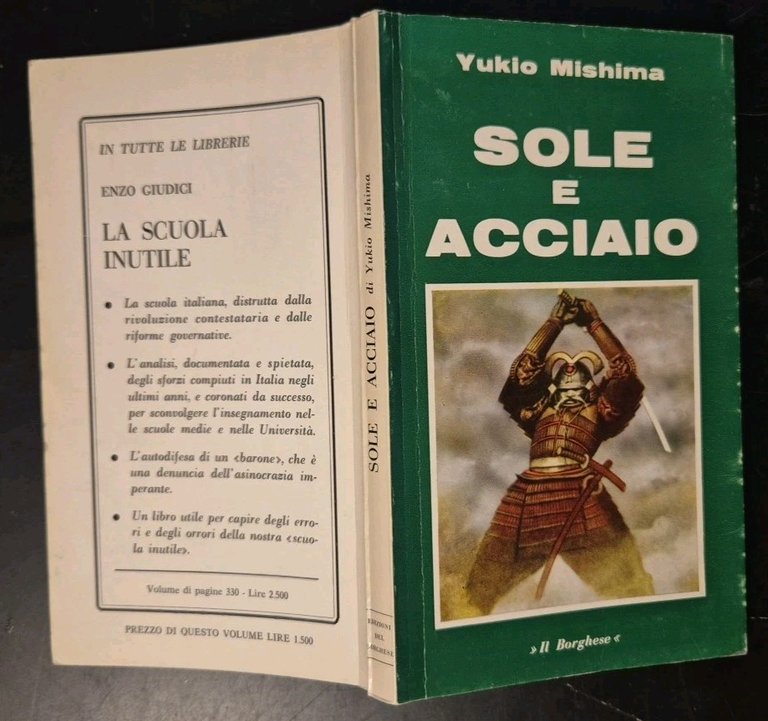 IN TUTTE LE LIBRERIE
ENZO GIUDICI
LA SCUOLA
INUTILE
La scuola italiana, distrutta dalla
rivoluzione contestataria e dalle
riforme governative.
L'analisi, documentata e spietata,
degli sforzi compiuti in Italia negli
ultimi anni, e coronati da successo,
per sconvolgere l'insegnamento nel-
le scuole medie e nelle Università.
L'autodifesa di un «barone», che è
una denuncia dell'asinocrazia im-
perante.
Un libro utile per capire degli erro-
ri e degli orrori della nostra «scuo-
la inutile».
Volume di pagine 330 - Lire 2.500
PREZZO DI QUESTO VOLUME LIRE 1.500
SOLE E ACCIAIO di Yukio Mishima
EDIZIONI
DEL
BORGHESE
Yukio Mishima
SOLE
E
ACCIAIO
»Il Borghese«